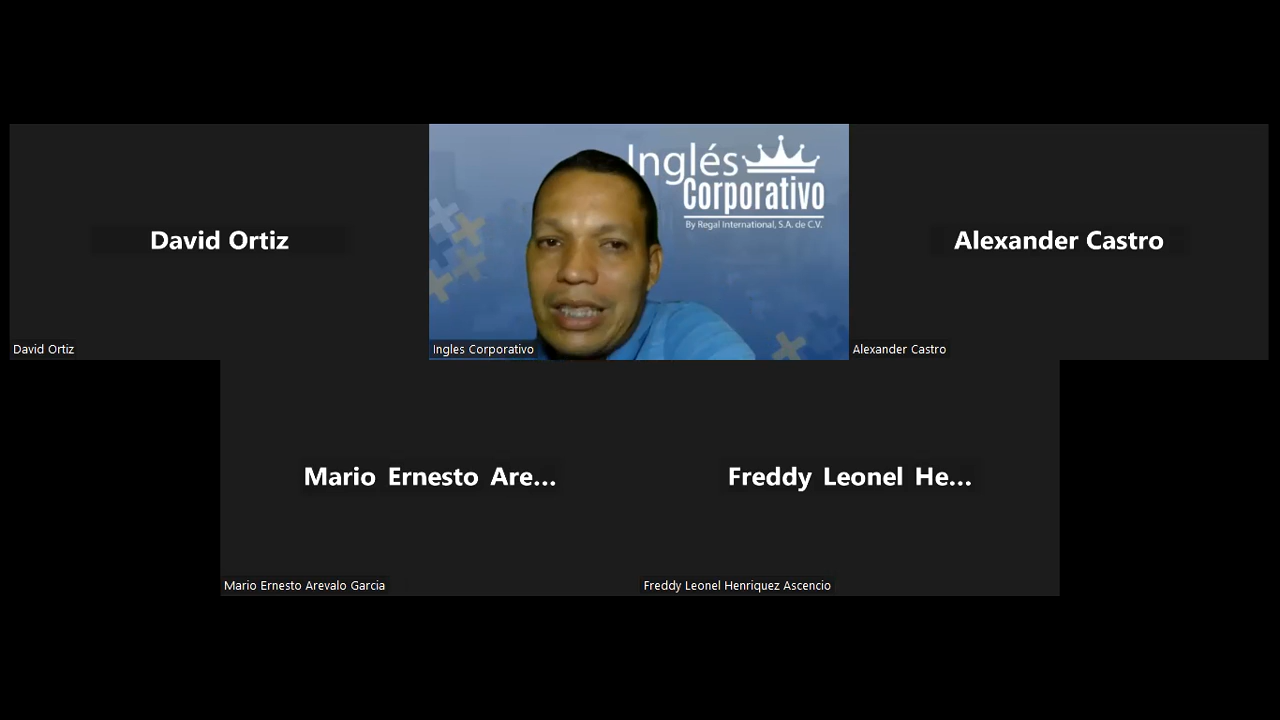 David Ortiz
David Ortiz
Inglés
Corporativo
By Regal International, S.A. de C.V.
Ingles Corporativo
Alexander Castro
Alexander Castro
Mario Ernesto Are...
Mario Ernesto Arevalo Garcia
Freddy Leonel He...
Freddy Leonel Henriquez Ascencio